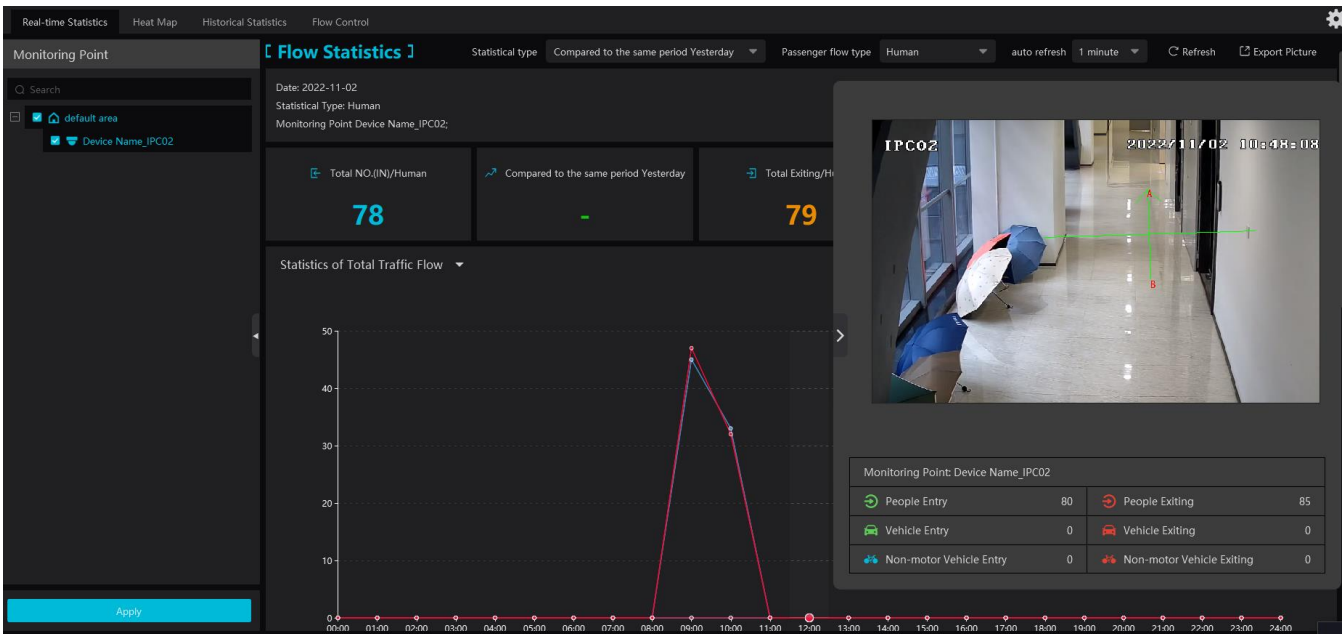 Real-time Statistics Heat Map Historical Statistics Flow Control
Monitoring Point
Flow Statistics
Statistical type Compared to the same period Yesterday Passenger flow type Human auto refresh 1 minute Refresh Export Picture
Search
default area
Device Name_IPC02
Date: 2022-11-02
Statistical Type: Human
Monitoring Point Device Name_IPC02;
Total NO.(IN)/Human Compared to the same period Yesterday Total Exiting/H
78 - 79
Statistics of Total Traffic Flow
50
40
30
20
10
0
00:00 01:00 02:00 03:00 04:00 05:00 06:00 07:00 08:00 09:00 10:00 11:00 12:00 13:00 14:00 15:00 16:00 17:00 18:00 19:00 20:00 21:00 22:00 23:00 24:00
IPC02 2022/11/02 10:48:08
A
B
Monitoring Point: Device Name_IPC02
People Entry 80 People Exiting 85
Vehicle Entry 0 Vehicle Exiting 0
Non-motor Vehicle Entry 0 Non-motor Vehicle Exiting 0
Apply